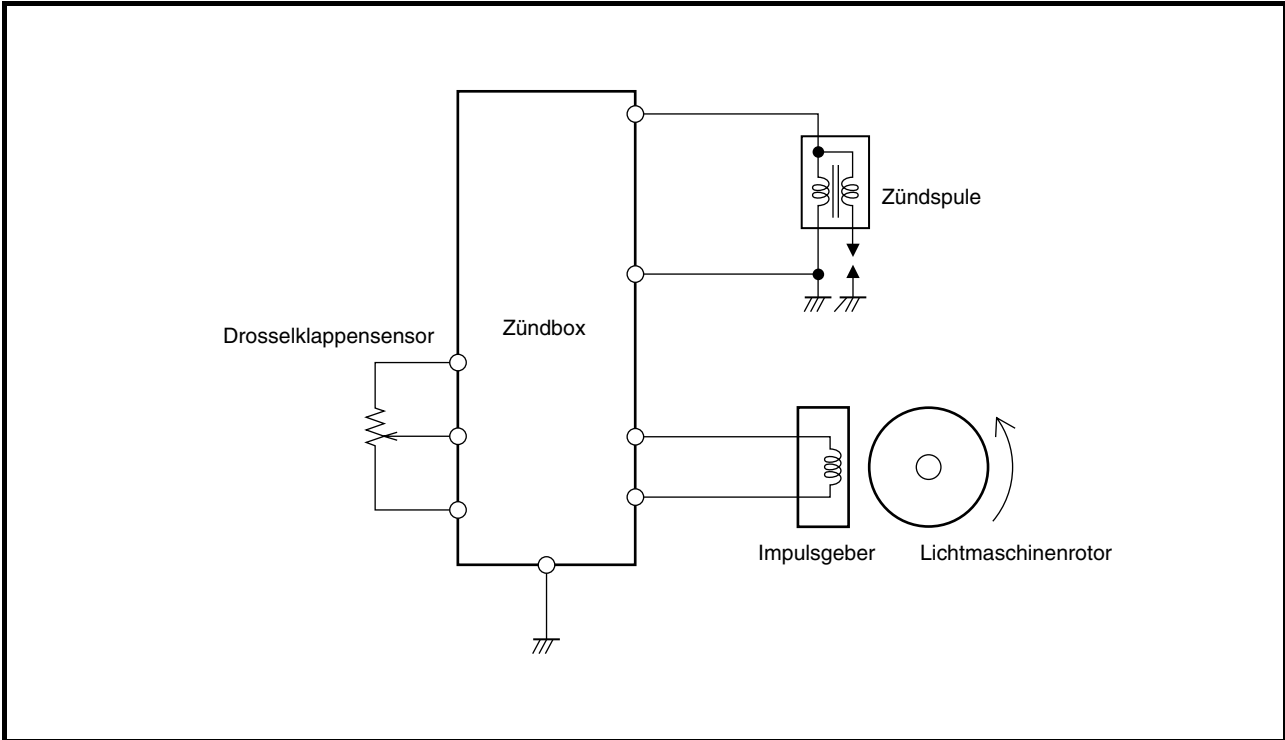 Zündspule
Zündbox
Drosselklappensensor
Impulsgeber
Lichtmaschinenrotor